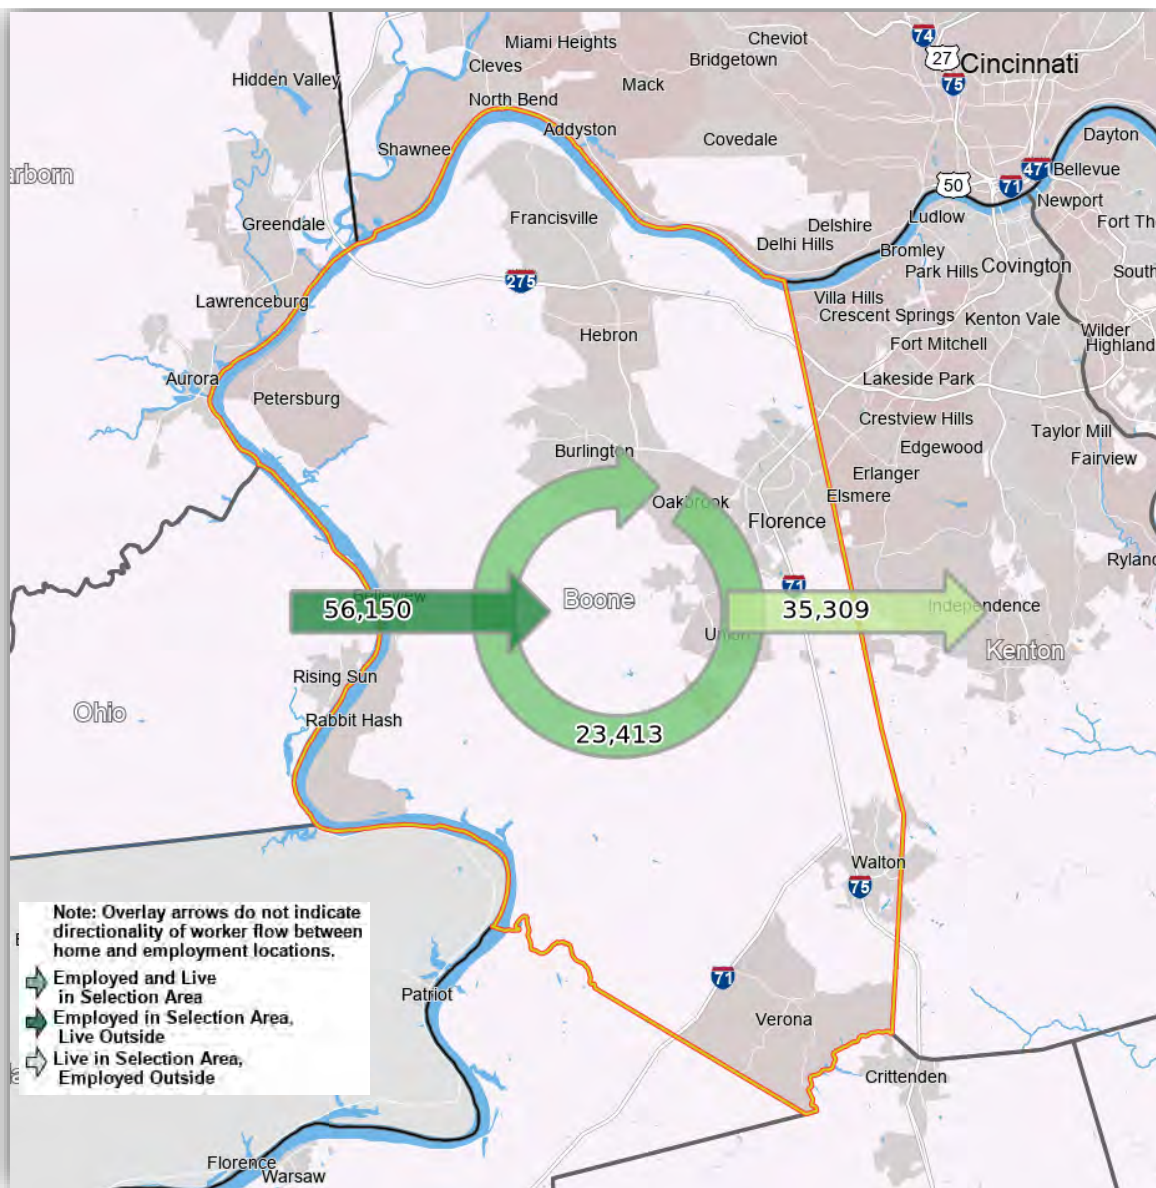 Miami Heights
Cheviot
74
27
Cincinnati
Bridgetown
Cleves
Hidden Valley
Mack
75
North Bend
Addyston
Covedale
Dayton
Shawnee
arborn
471
Bellevue
50
71
Newport
Francisville
Ludlow
Fort Tho
Greendale
Delshire
Delhi Hills
Bromley
Park Hills
Covington
South
275
Lawrenceburg
Villa Hills
Crescent Springs
Kenton Vale
Wilder
Hebron
Fort Mitchell
Highland
Aurora
Lakeside Park
Petersburg
Crestview Hills
Taylor Mill
Burlington
Edgewood
Fairview
Erlanger
Elsmere
Oakbrook
Florence
Ryland
71
Belleview
56,150
Boone
35,309
Independence
Union
Kenton
Rising Sun
Ohio
Rabbit Hash
23,413
Walton
75
Note: Overlay arrows do not indicate
directionality of worker flow between
home and employment locations.
Employed and Live
in Selection Area
Employed in Selection Area,
Live Outside
Live in Selection Area,
Employed Outside
71
Patriot
Verona
Crittenden
Florence
Warsaw